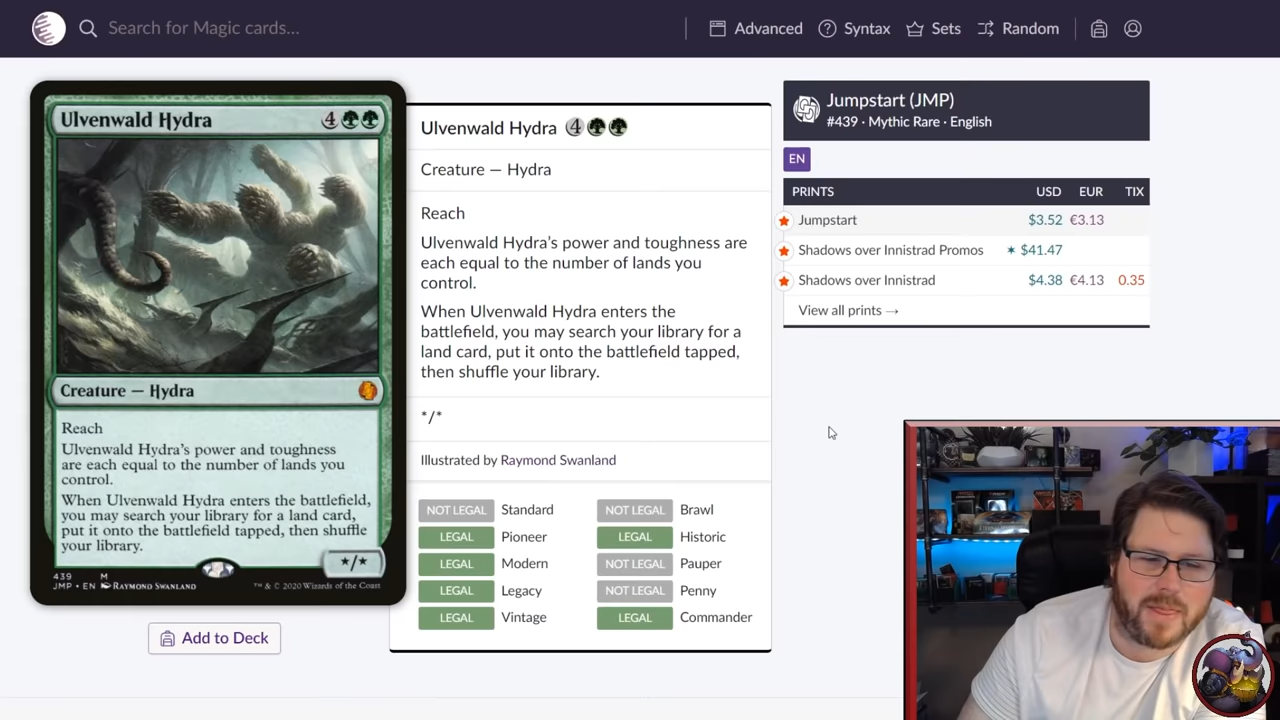 Search for Magic cards...
Advanced
Syntax
Sets
Random
Ulvenwald Hydra 4
Creature — Hydra
Reach
Ulvenwald Hydra's power and toughness
are each equal to the number of lands you
control.
When Ulvenwald Hydra enters the battlefield,
you may search your library for a land card,
put it onto the battlefield tapped, then shuffle
your library.
*/*
439 M
JMP • EN RAYMOND SWANLAND
™ & © 2020 Wizards of the Coast
Add to Deck
Ulvenwald Hydra 4
Creature — Hydra
Reach
Ulvenwald Hydra's power and toughness are
each equal to the number of lands you
control.
When Ulvenwald Hydra enters the
battlefield, you may search your library for a
land card, put it onto the battlefield tapped,
then shuffle your library.
*/*
Illustrated by Raymond Swanland
NOT LEGAL Standard NOT LEGAL Brawl
LEGAL Pioneer LEGAL Historic
LEGAL Modern NOT LEGAL Pauper
LEGAL Legacy NOT LEGAL Penny
LEGAL Vintage LEGAL Commander
Jumpstart (JMP)
#439 · Mythic Rare · English
EN
PRINTS USD EUR TIX
Jumpstart $3.52 €3.13
Shadows over Innistrad Promos ✶ $41.47
Shadows over Innistrad $4.38 €4.13 0.35
View all prints →